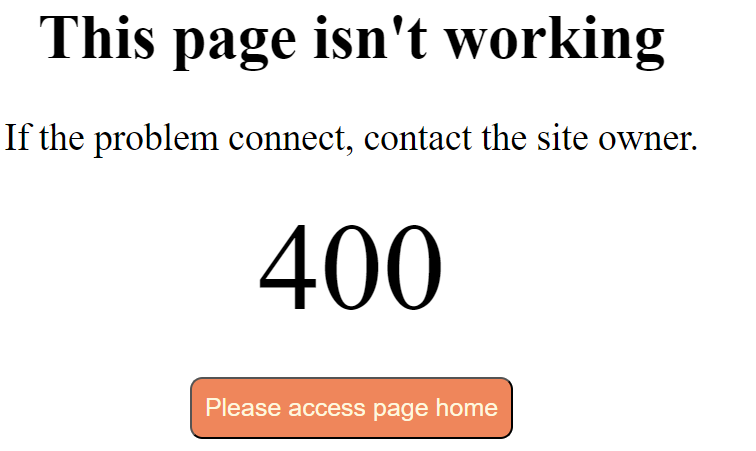 This page isn't working
If the problem connect, contact the site owner.
400
Please access page home